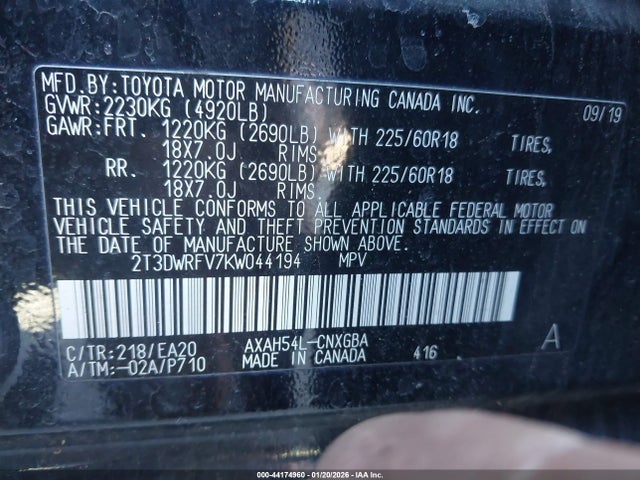 MFD.BY:TOYOTA MOTOR MANUFACTURING CANADA INC. 09/19
GVWR:2230KG (4920LB)
GAWR:FRT. 1220KG (2690LB) WITH 225/60R18 TIRES,
18X7.0J RIMS.
RR. 1220KG (2690LB) WITH 225/60R18 TIRES,
18X7.0J RIMS.
THIS VEHICLE CONFORMS TO ALL APPLICABLE FEDERAL MOTOR
VEHICLE SAFETY AND THEFT PREVENTION STANDARDS IN EFFECT
ON THE DATE OF MANUFACTURE SHOWN ABOVE.
2T3DWRFV7KW044194 MPV
C/TR:218/EA20 AXAH54L-CNXGBA A
A/TM:-02A/P710 MADE IN CANADA 416
000-44174960 - 01/20/2026 - IAA Inc.